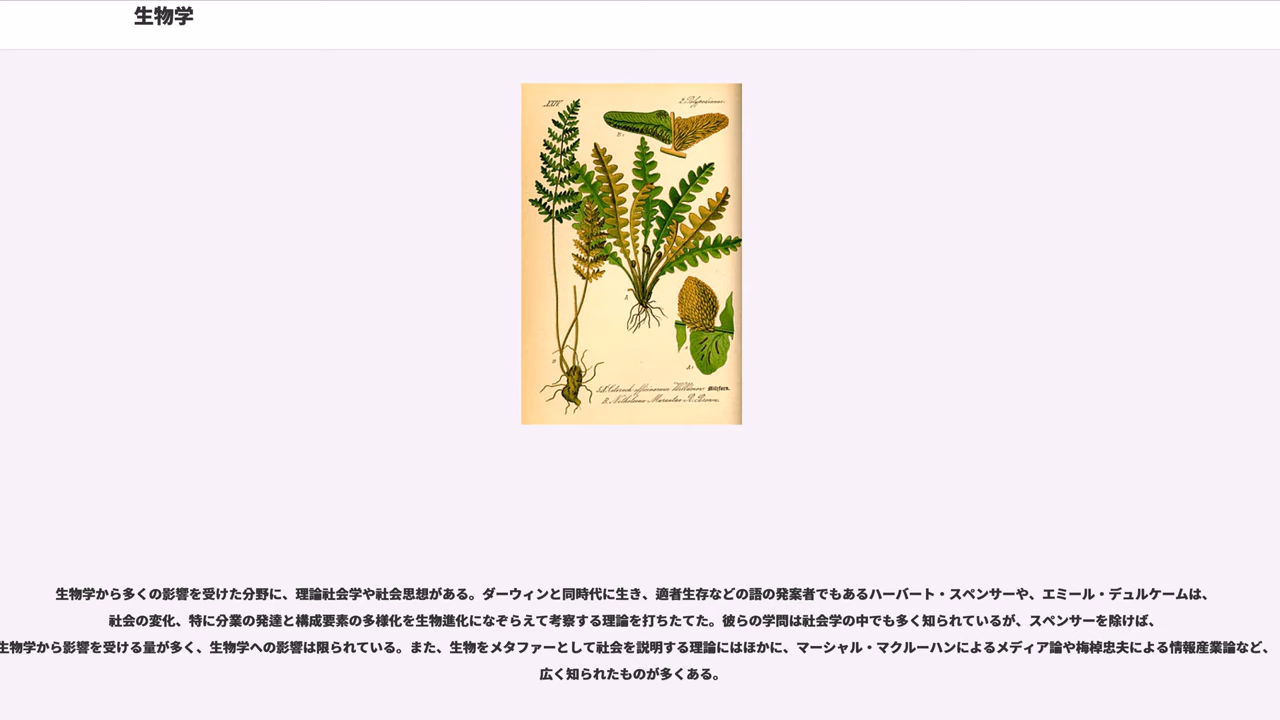 生物学
XXIV
生物学から多くの影響を受けた分野に、理論社会学や社会思想がある。ダーウィンと同時代に生き、適者生存などの語の発案者でもあるハーバート・スペンサーや、エミール・デュルケームは、
社会の変化、特に分業の発達と構成要素の多様化を生物進化になぞらえて考察する理論を打ちたてた。彼らの学問は社会学の中でも多く知られているが、スペンサーを除けば、
生物学から影響を受ける量が多く、生物学への影響は限られている。また、生物をメタファーとして社会を説明する理論にはほかに、マーシャル・マクルーハンによるメディア論や梅棹忠夫による情報産業論など、
広く知られたものが多くある。